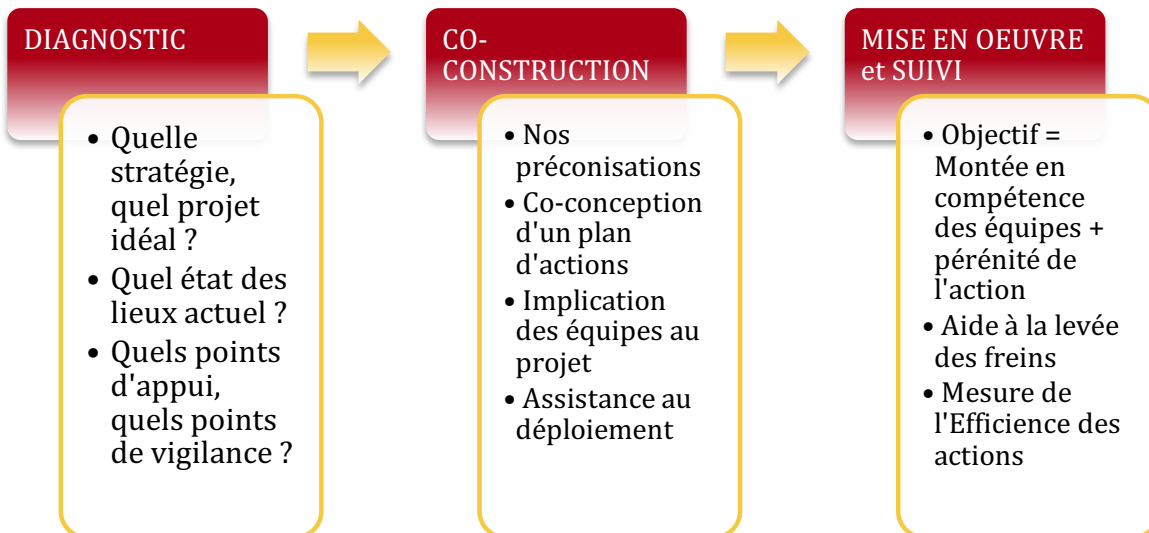 DIAGNOSTIC
• Quelle
stratégie,
quel projet
idéal ?
• Quel état des
lieux actuel ?
• Quels points
d'appui,
quels points
de vigilance ?
CO-
CONSTRUCTION
• Nos
préconisations
• Co-conception
d'un plan
d'actions
• Implication
des équipes au
projet
• Assistance au
déploiement
MISE EN OEUVRE
et SUIVI
• Objectif =
Montée en
compétence
des équipes +
pérénité de
l'action
• Aide à la levée
des freins
• Mesure de
l'Efficience des
actions